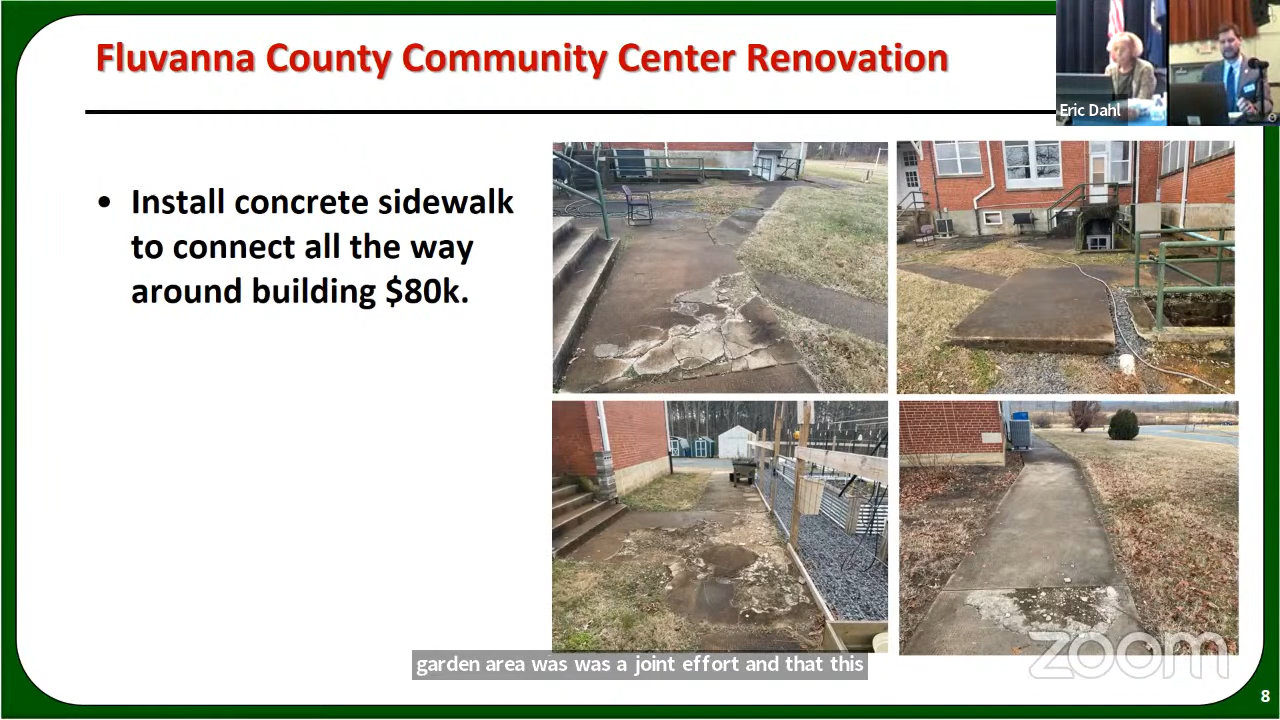 Fluvanna County Community Center Renovation
Eric Dahl
• Install concrete sidewalk
to connect all the way
around building $80k.
garden area was was a joint effort and that this
zoom
8